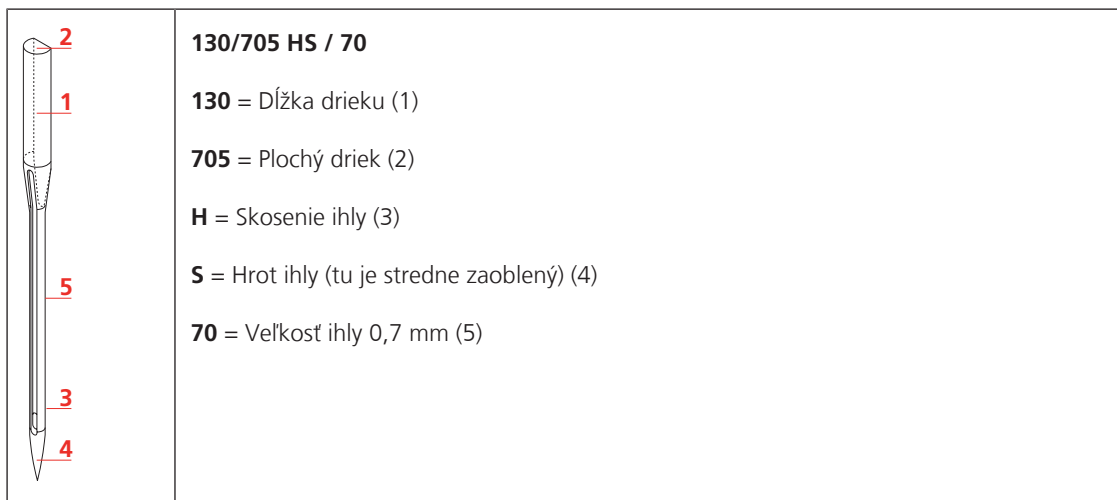 2
1
5
3
4
130/705 HS / 70
130 = Dĺžka drieku (1)
705 = Plochý driek (2)
H = Skosenie ihly (3)
S = Hrot ihly (tu je stredne zaoblený) (4)
70 = Veľkosť ihly 0,7 mm (5)